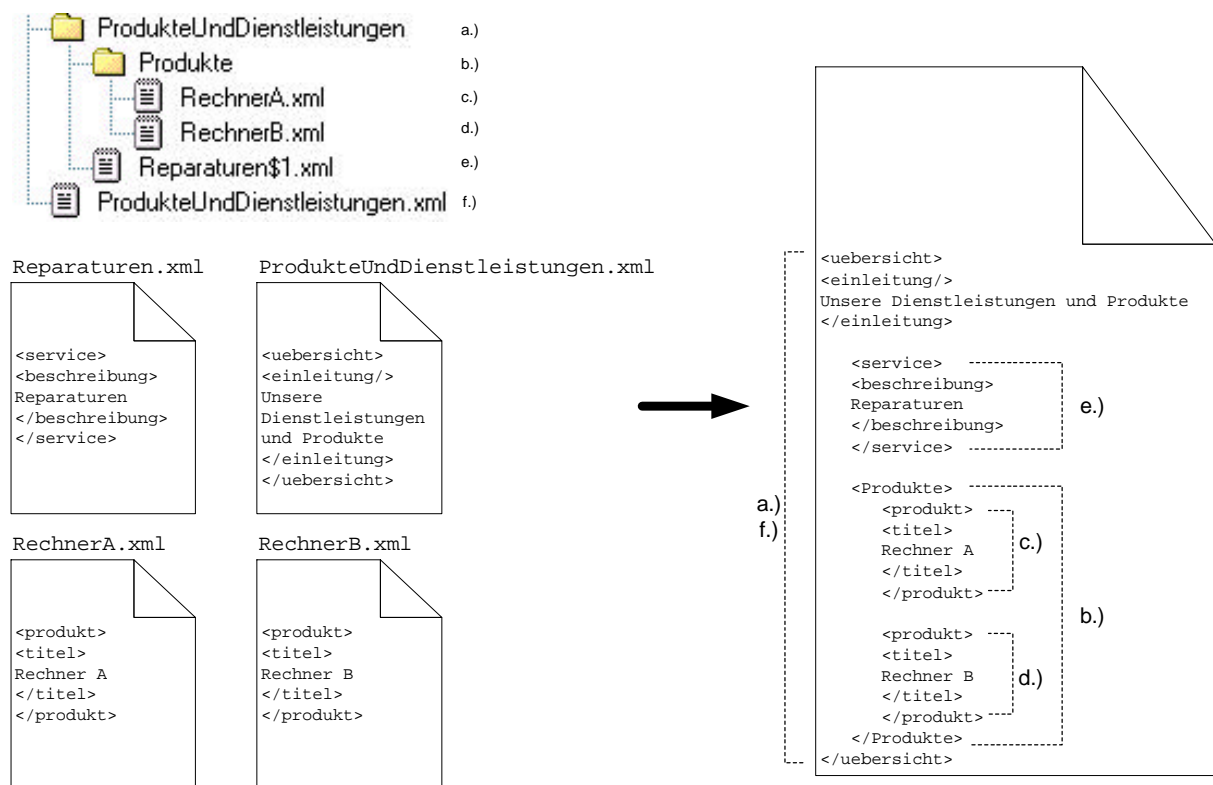 ProdukteUndDienstleistungen a.)
Produkte b.)
RechnerA.xml c.)
RechnerB.xml d.)
Reparaturen$1.xml e.)
ProdukteUndDienstleistungen.xml f.)
Reparaturen.xml
<service>
<beschreibung>
Reparaturen
</beschreibung>
</service>
ProdukteUndDienstleistungen.xml
<uebersicht>
<einleitung/>
Unsere
Dienstleistungen
und Produkte
</einleitung>
</uebersicht>
RechnerA.xml
<produkt>
<titel>
Rechner A
</titel>
</produkt>
RechnerB.xml
<produkt>
<titel>
Rechner B
</titel>
</produkt>
a.)
f.)
<uebersicht>
<einleitung/>
Unsere Dienstleistungen und Produkte
</einleitung>
<service>
<beschreibung>
Reparaturen
</beschreibung>
</service>
e.)
<Produkte>
<produkt>
<titel>
Rechner A
</titel>
</produkt>
c.)
b.)
<produkt>
<titel>
Rechner B
</titel>
</produkt>
d.)
</Produkte>
</uebersicht>